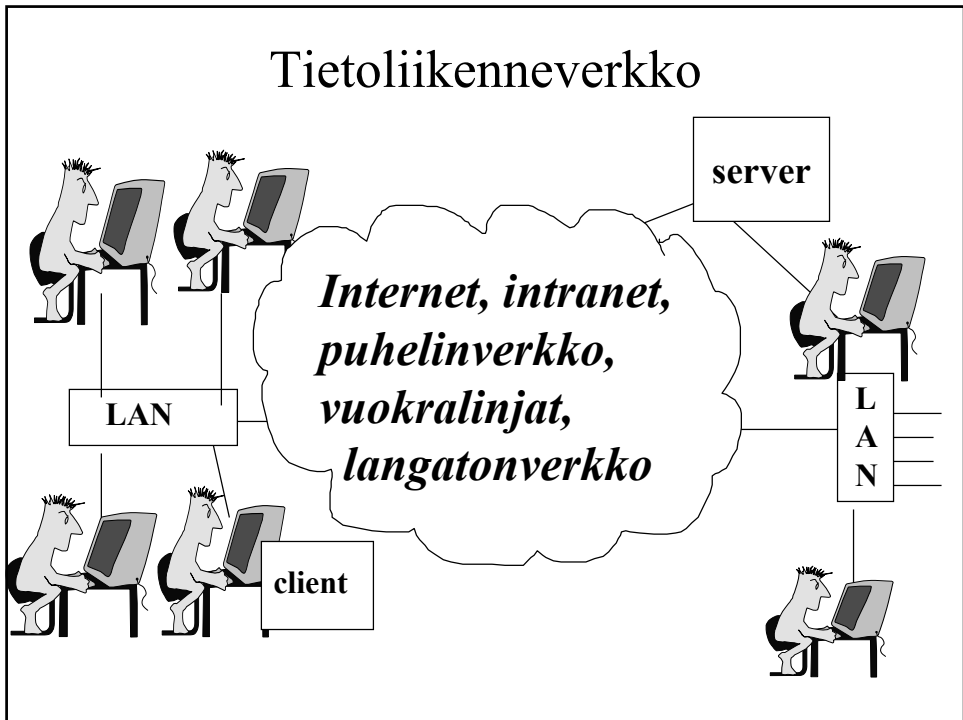 Tietoliikenneverkko
server
Internet, intranet,
puhelinverkko,
vuokralinjat,
langatonverkko
LAN
L
A
N
client